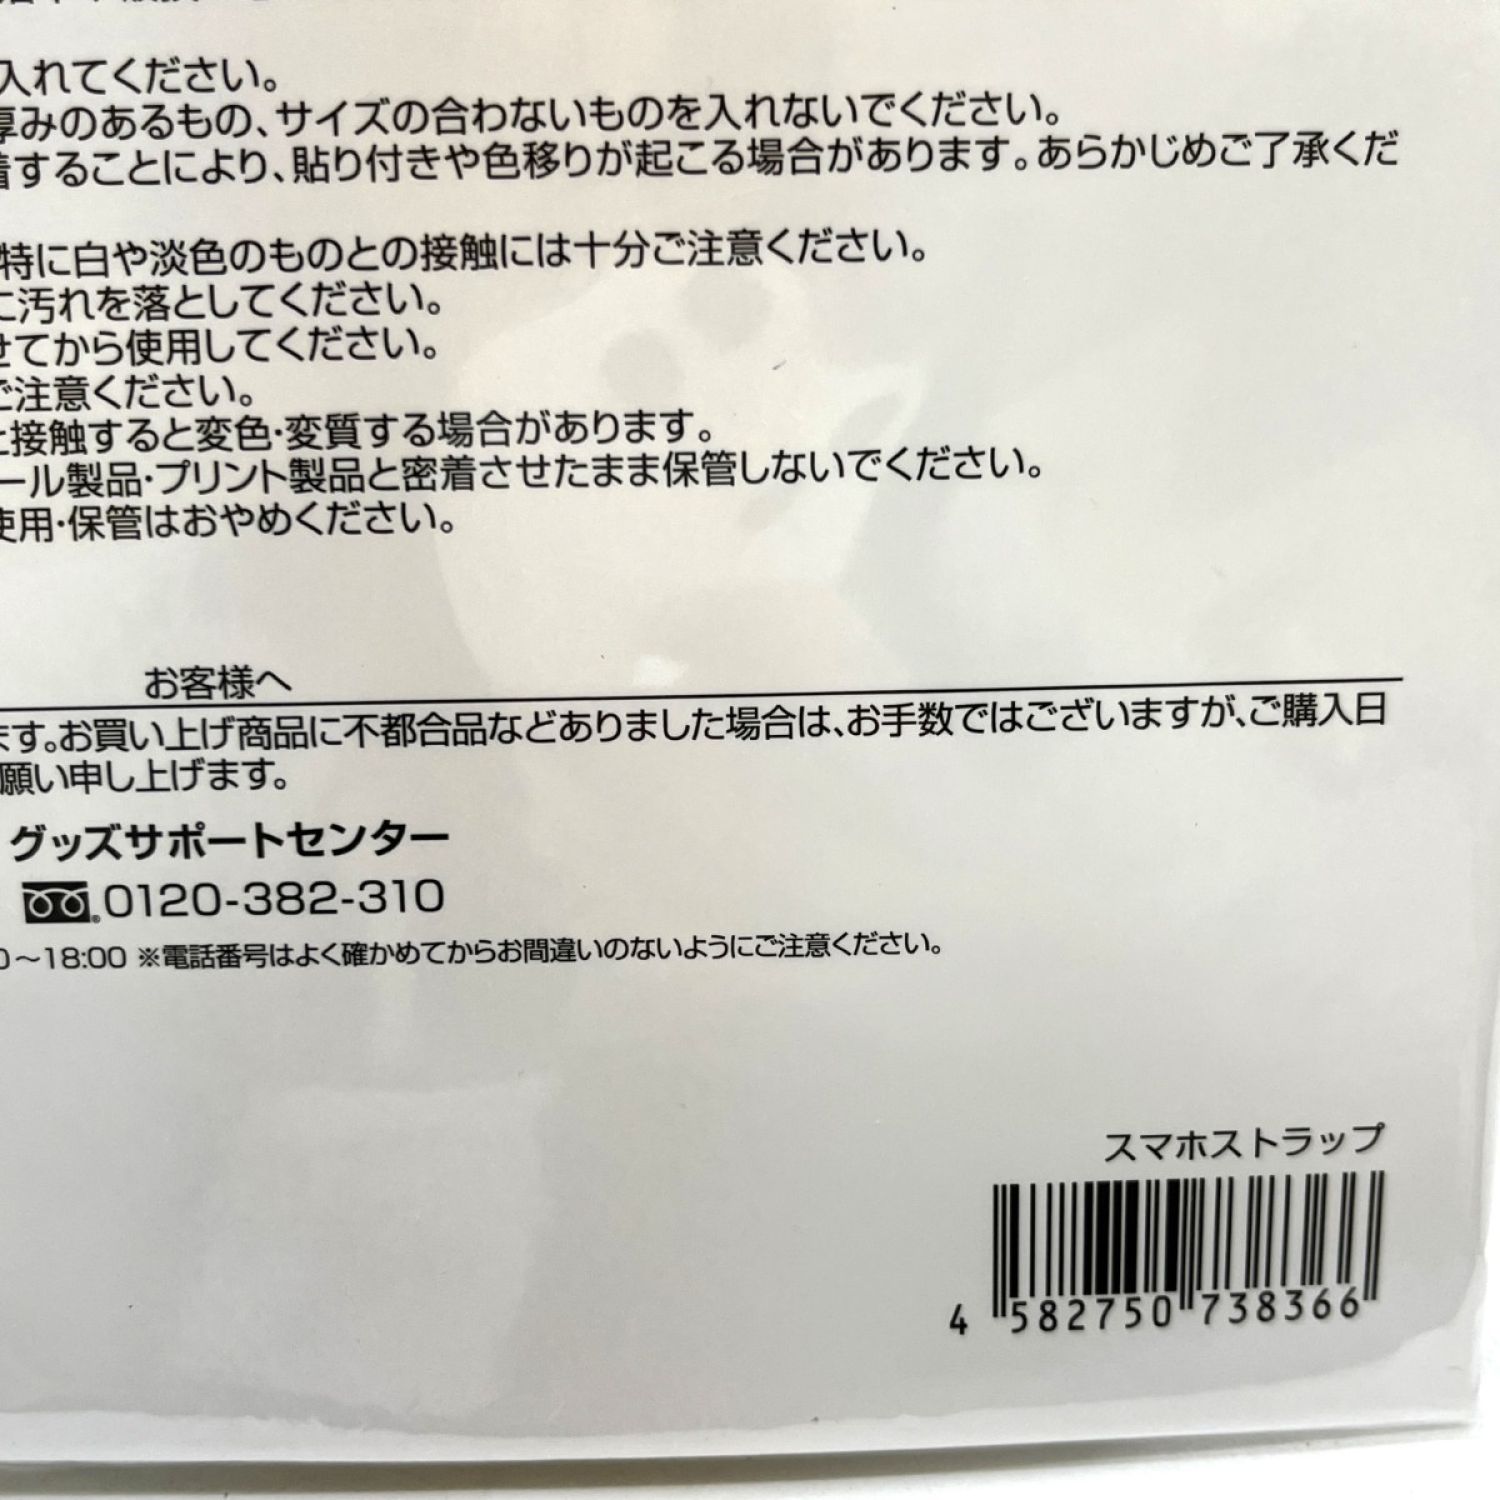 入れてください。
厚みのあるもの、サイズの合わないものを入れないでください。
着することにより、貼り付きや色移りが起こる場合があります。あらかじめご了承くだ
特に白や淡色のものとの接触には十分ご注意ください。
に汚れを落としてください。
せてから使用してください。
ご注意ください。
と接触すると変色・変質する場合があります。
ール製品・プリント製品と密着させたまま保管しないでください。
使用・保管はおやめください。
お客様へ
ます。お買い上げ商品に不都合品などありました場合は、お手数ではございますが、ご購入日
願い申し上げます。
グッズサポートセンター
0120-382-310
0～18:00 ※電話番号はよく確かめてからお間違いのないようにご注意ください。
スマホストラップ
4 582750 738366